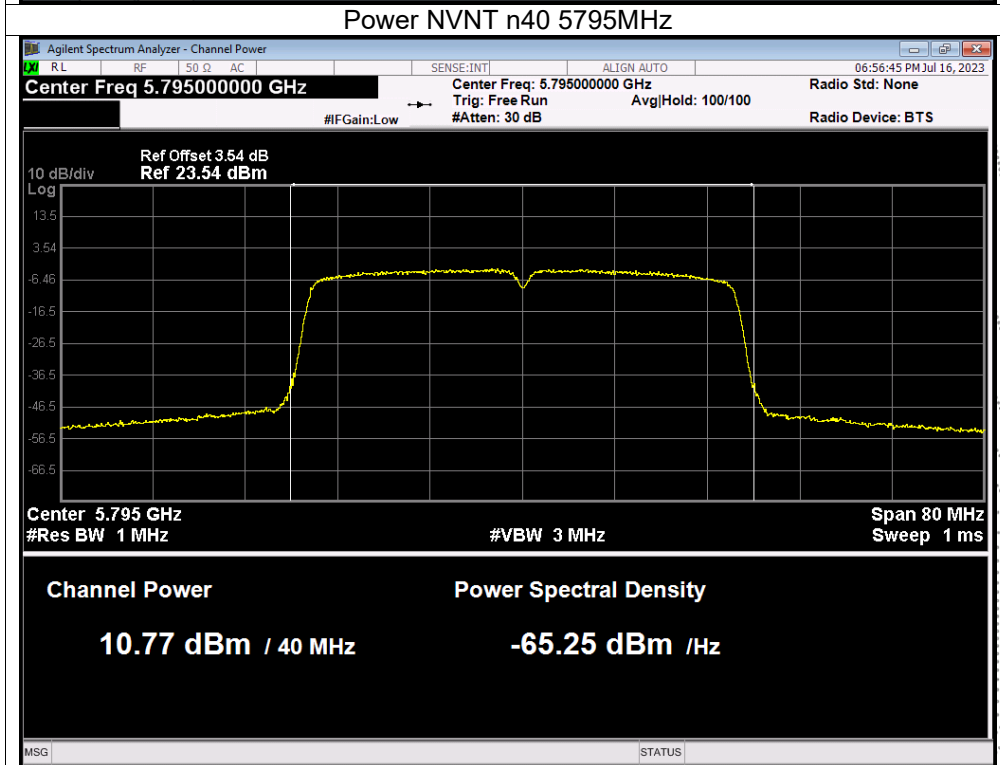 Power NVNT n40 5795MHz
Agilent Spectrum Analyzer - Channel Power
LXI RL RF 50 Ω AC SENSE:INT ALIGN AUTO 06:56:45 PM Jul 16, 2023
Center Freq 5.795000000 GHz Center Freq: 5.795000000 GHz Radio Std: None
Trig: Free Run Avg|Hold: 100/100
#IFGain:Low #Atten: 30 dB Radio Device: BTS
Ref Offset 3.54 dB
10 dB/div Ref 23.54 dBm
Log
13.5
3.54
-6.46
-16.5
-26.5
-36.5
-46.5
-56.5
-66.5
Center 5.795 GHz Span 80 MHz
#Res BW 1 MHz #VBW 3 MHz Sweep 1 ms
Channel Power Power Spectral Density
10.77 dBm / 40 MHz -65.25 dBm /Hz
MSG STATUS